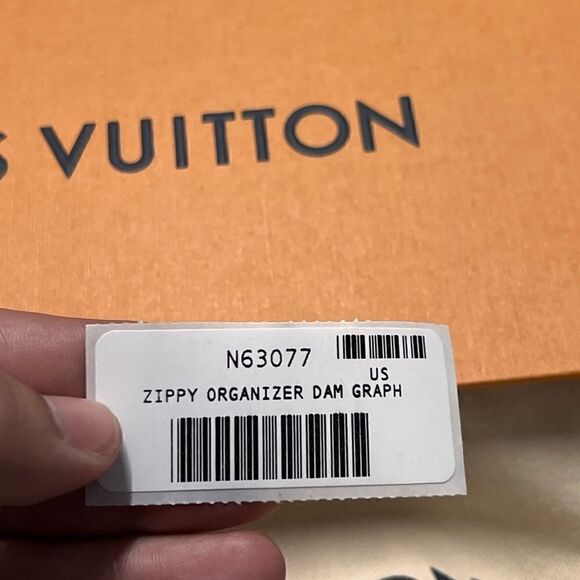 S VUITTON
N63077
US
ZIPPY ORGANIZER DAM GRAPH